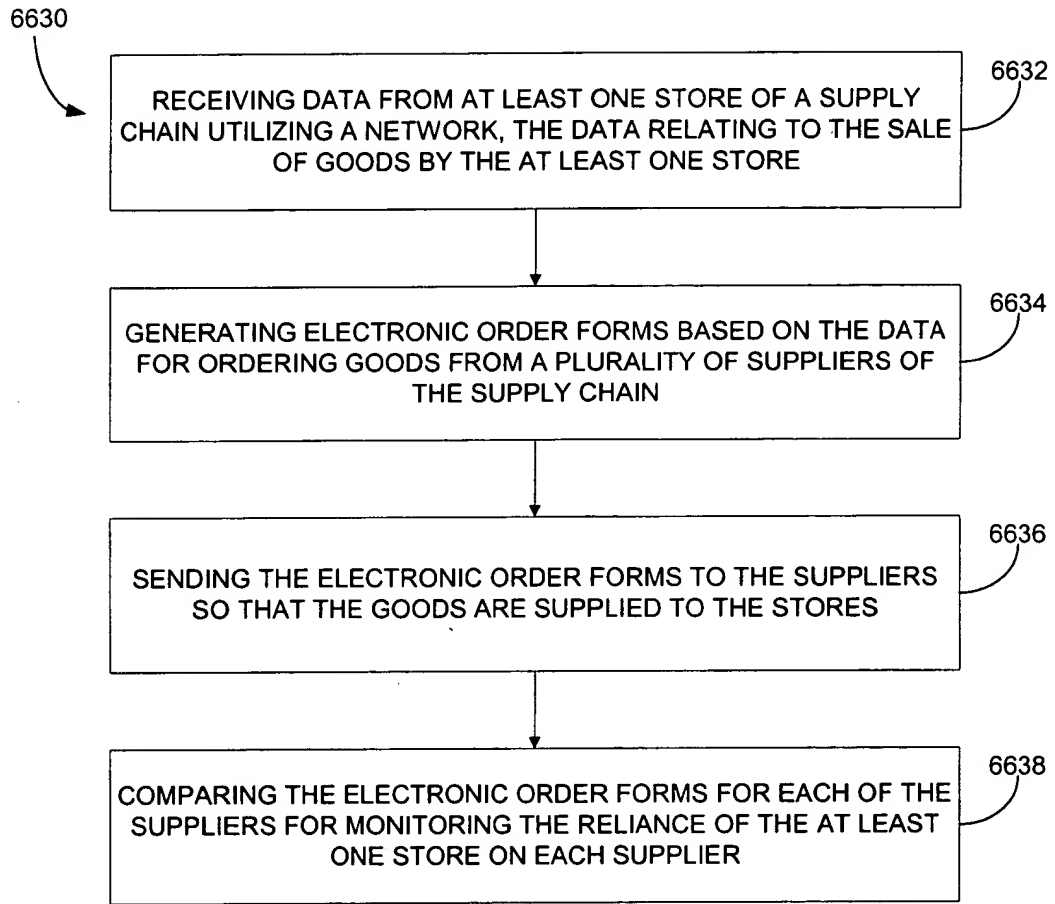 6630
6632
RECEIVING DATA FROM AT LEAST ONE STORE OF A SUPPLY
CHAIN UTILIZING A NETWORK, THE DATA RELATING TO THE SALE
OF GOODS BY THE AT LEAST ONE STORE
6634
GENERATING ELECTRONIC ORDER FORMS BASED ON THE DATA
FOR ORDERING GOODS FROM A PLURALITY OF SUPPLIERS OF
THE SUPPLY CHAIN
6636
SENDING THE ELECTRONIC ORDER FORMS TO THE SUPPLIERS
SO THAT THE GOODS ARE SUPPLIED TO THE STORES
6638
COMPARING THE ELECTRONIC ORDER FORMS FOR EACH OF THE
SUPPLIERS FOR MONITORING THE RELIANCE OF THE AT LEAST
ONE STORE ON EACH SUPPLIER